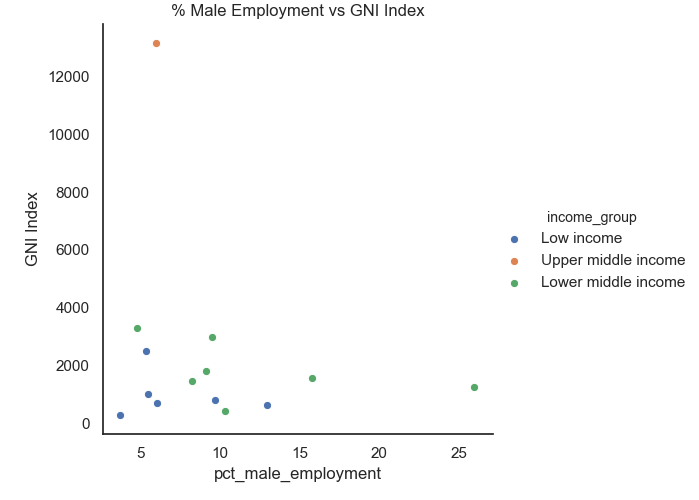 % Male Employment vs GNI Index
12000
10000
8000
6000
4000
2000
0
GNI Index
5 10 15 20 25
pct_male_employment
income_group
Low income
Upper middle income
Lower middle income